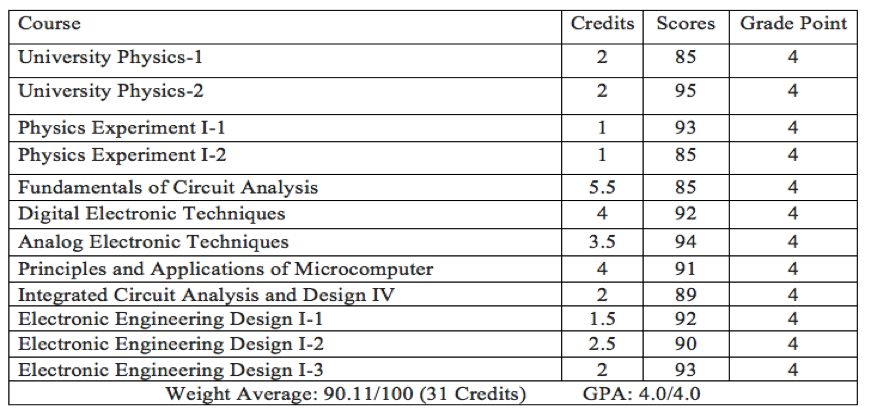 Course Credits Scores Grade Point
University Physics-1 2 85 4
University Physics-2 2 95 4
Physics Experiment I-1 1 93 4
Physics Experiment I-2 1 85 4
Fundamentals of Circuit Analysis 5.5 85 4
Digital Electronic Techniques 4 92 4
Analog Electronic Techniques 3.5 94 4
Principles and Applications of Microcomputer 4 91 4
Integrated Circuit Analysis and Design IV 2 89 4
Electronic Engineering Design I-1 1.5 92 4
Electronic Engineering Design I-2 2.5 90 4
Electronic Engineering Design I-3 2 93 4
Weight Average: 90.11/100 (31 Credits) GPA: 4.0/4.0